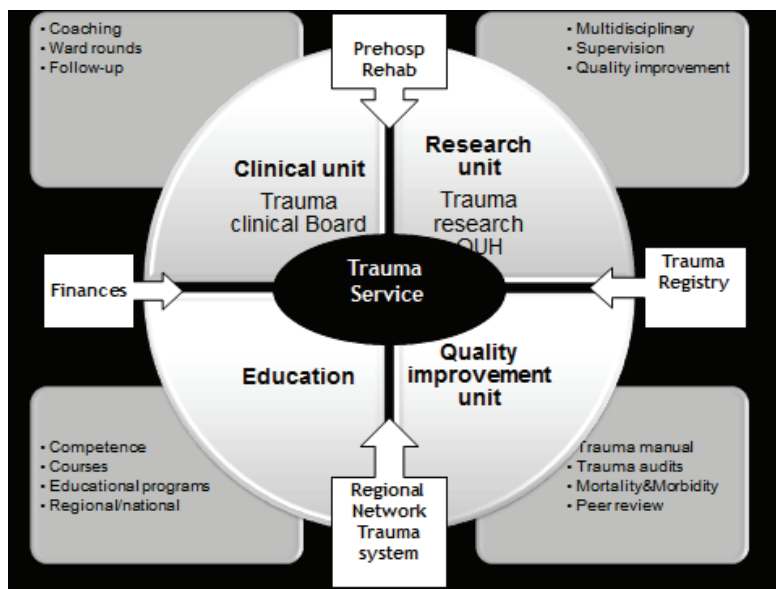 • Coaching
• Ward rounds
• Follow-up
Prehosp
Rehab
• Multidisciplinary
• Supervision
• Quality improvement
Clinical unit
Trauma
clinical Board
Research
unit
Trauma
research
OUH
Finances
Trauma
Service
Trauma
Registry
Education
Quality
improvement
unit
• Competence
• Courses
• Educational programs
• Regional/national
Regional
Network
Trauma
system
Trauma manual
• Trauma audits
• Mortality&Morbidity
• Peer review